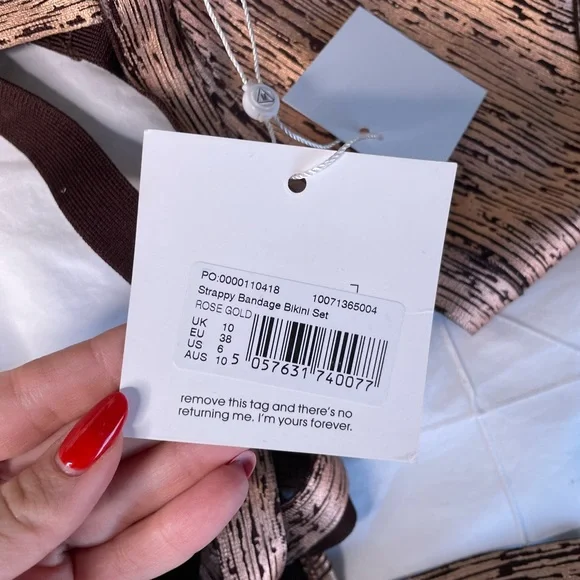 PO:0000110418 10071365004
Strappy Bandage Bikini Set
ROSE GOLD
UK 10
EU 38
US 6
AUS 10
5 057631 740077
remove this tag and there's no
returning me. I'm yours forever.